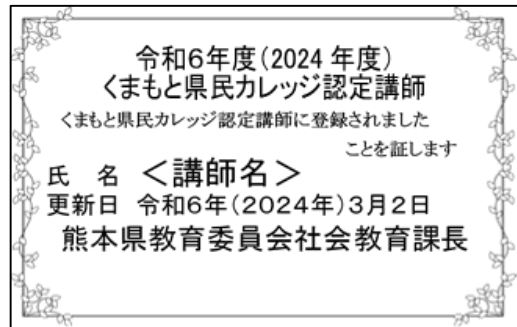 令和６年度(2024年度)
くまもと県民カレッジ認定講師
くまもと県民カレッジ認定講師に登録されました
ことを証します
氏　名　＜講師名＞
更新日　令和６年(２０２４年)３月２日
熊本県教育委員会社会教育課長